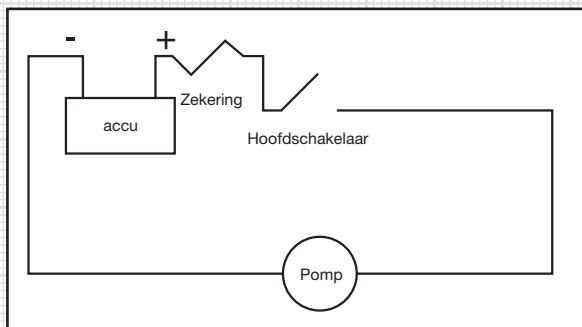 - +
Zekering
accu
Hoofdschakelaar
Pomp